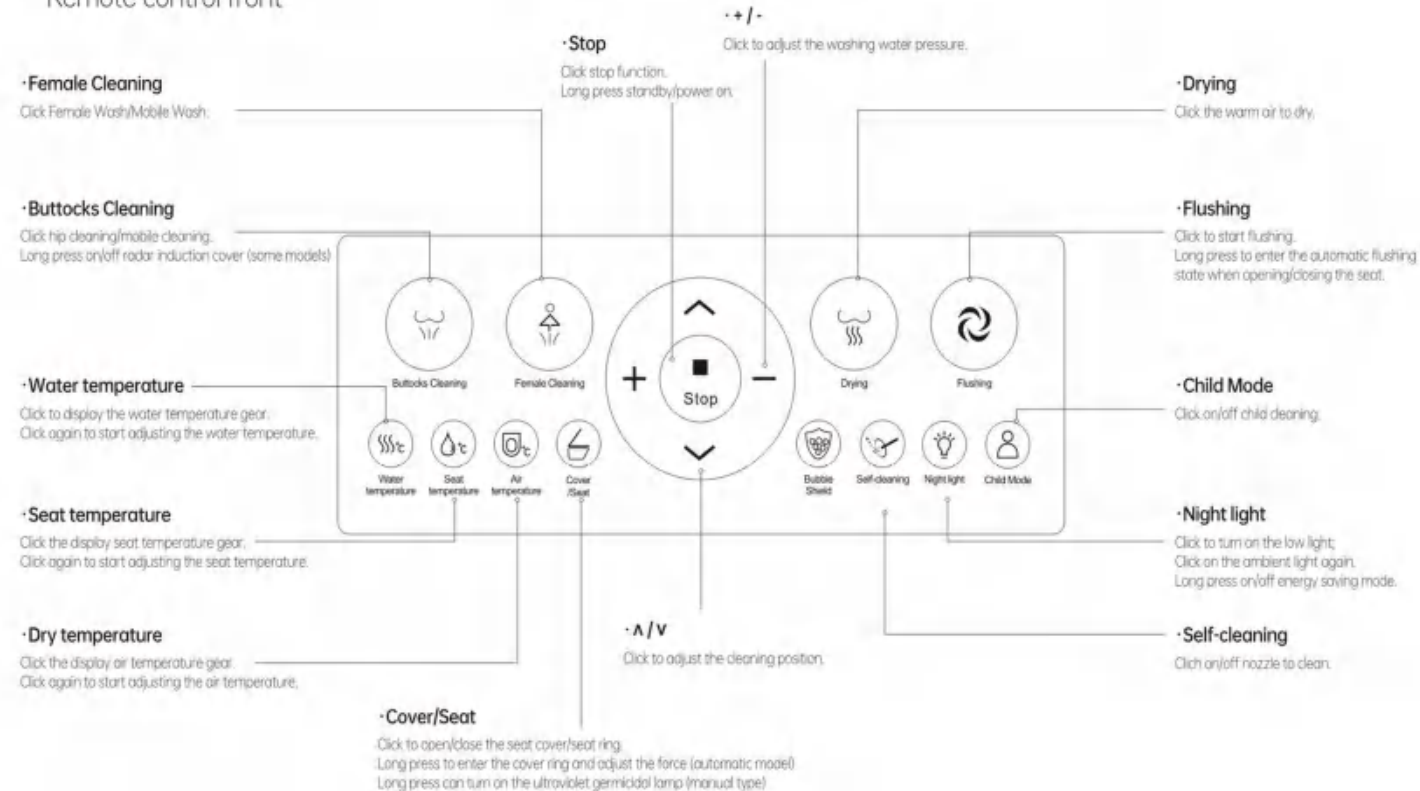 Remote control front
·+/-
Click to adjust the washing water pressure.
·Stop
Click stop function.
Long press standby/power on.
·Female Cleaning
Click Female Wash/Mobile Wash.
·Drying
Click the warm air to dry.
·Buttocks Cleaning
Click hip cleaning/mobile cleaning.
Long press on/off radar induction cover (some models)
·Flushing
Click to start flushing.
Long press to enter the automatic flushing
state when opening/closing the seat.
Buttocks Cleaning
Female Cleaning
+
Stop
−
Drying
Flushing
·Water temperature
Click to display the water temperature gear.
Click again to start adjusting the water temperature.
·Child Mode
Click on/off child cleaning.
°C
°C
°C
Water
temperature
Seat
temperature
Air
temperature
Cover
/Seat
Bubble
Shield
Self-cleaning
Night light
Child Mode
·Seat temperature
Click the display seat temperature gear.
Click again to start adjusting the seat temperature.
·Night light
Click to turn on the low light;
Click on the ambient light again.
Long press on/off energy saving mode.
·Dry temperature
Click the display air temperature gear.
Click again to start adjusting the air temperature.
·∧/∨
Click to adjust the cleaning position.
·Self-cleaning
Clich on/off nozzle to clean.
·Cover/Seat
Click to open/close the seat cover/seat ring.
Long press to enter the cover ring and adjust the force (automatic model)
Long press can turn on the ultraviolet germicidal lamp (manual type)